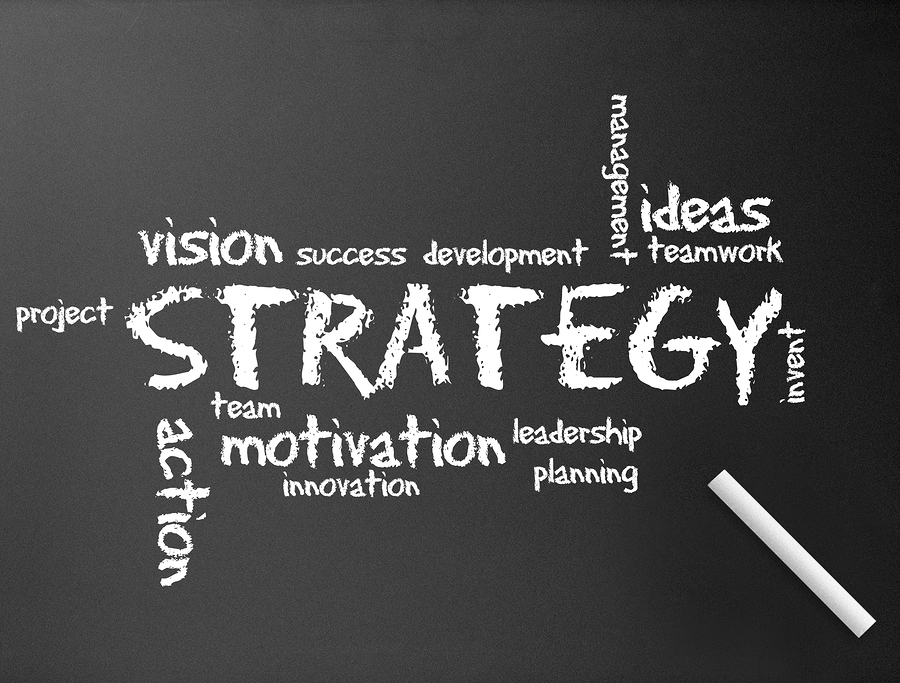 management
ideas
vision success development teamwork
project STRATEGY invent
team
motivation leadership
innovation planning
action